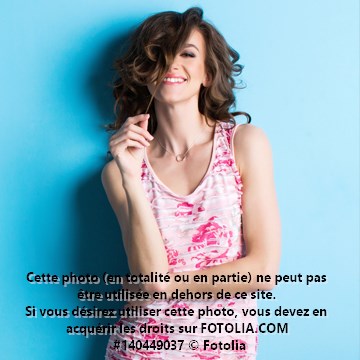 Cette photo (en totalité ou en partie) ne peut pas
être utilisée en dehors de ce site.
Si vous désirez utiliser cette photo, vous devez en
acquérir les droits sur FOTOLIA.COM
#140449037 © Fotolia